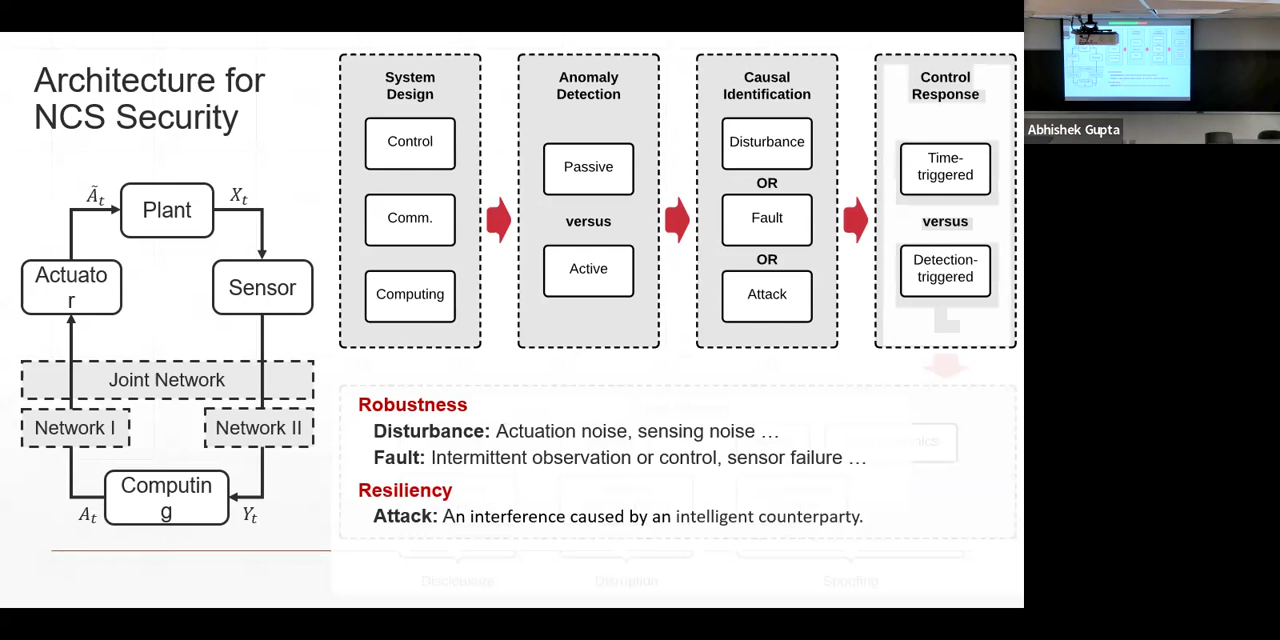 Architecture for
NCS Security
Ã_t
Plant
X_t
Actuato
r
Sensor
Joint Network
Network I
Network II
Computin
g
A_t
Y_t
System
Design
Control
Comm.
Computing
Anomaly
Detection
Passive
versus
Active
Causal
Identification
Disturbance
OR
Fault
OR
Attack
Control
Response
Time-
triggered
versus
Detection-
triggered
Robustness
Disturbance: Actuation noise, sensing noise …
Fault: Intermittent observation or control, sensor failure …
Resiliency
Attack: An interference caused by an intelligent counterparty.
Disclosure
Disruption
Spoofing
Abhishek Gupta